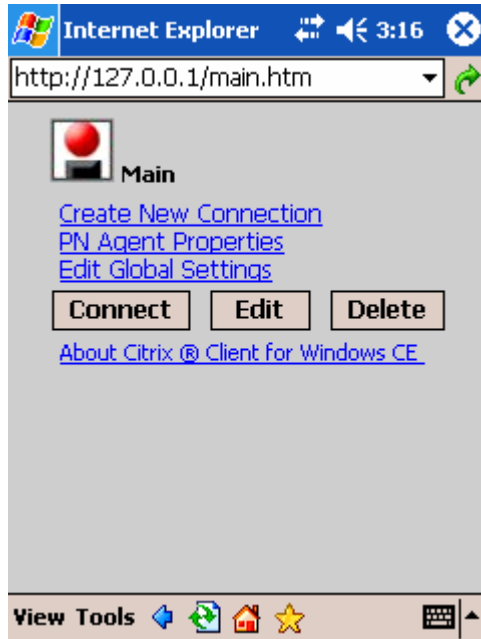 Internet Explorer 3:16
http://127.0.0.1/main.htm
Main
Create New Connection
PN Agent Properties
Edit Global Settings
Connect Edit Delete
About Citrix ® Client for Windows CE
View Tools